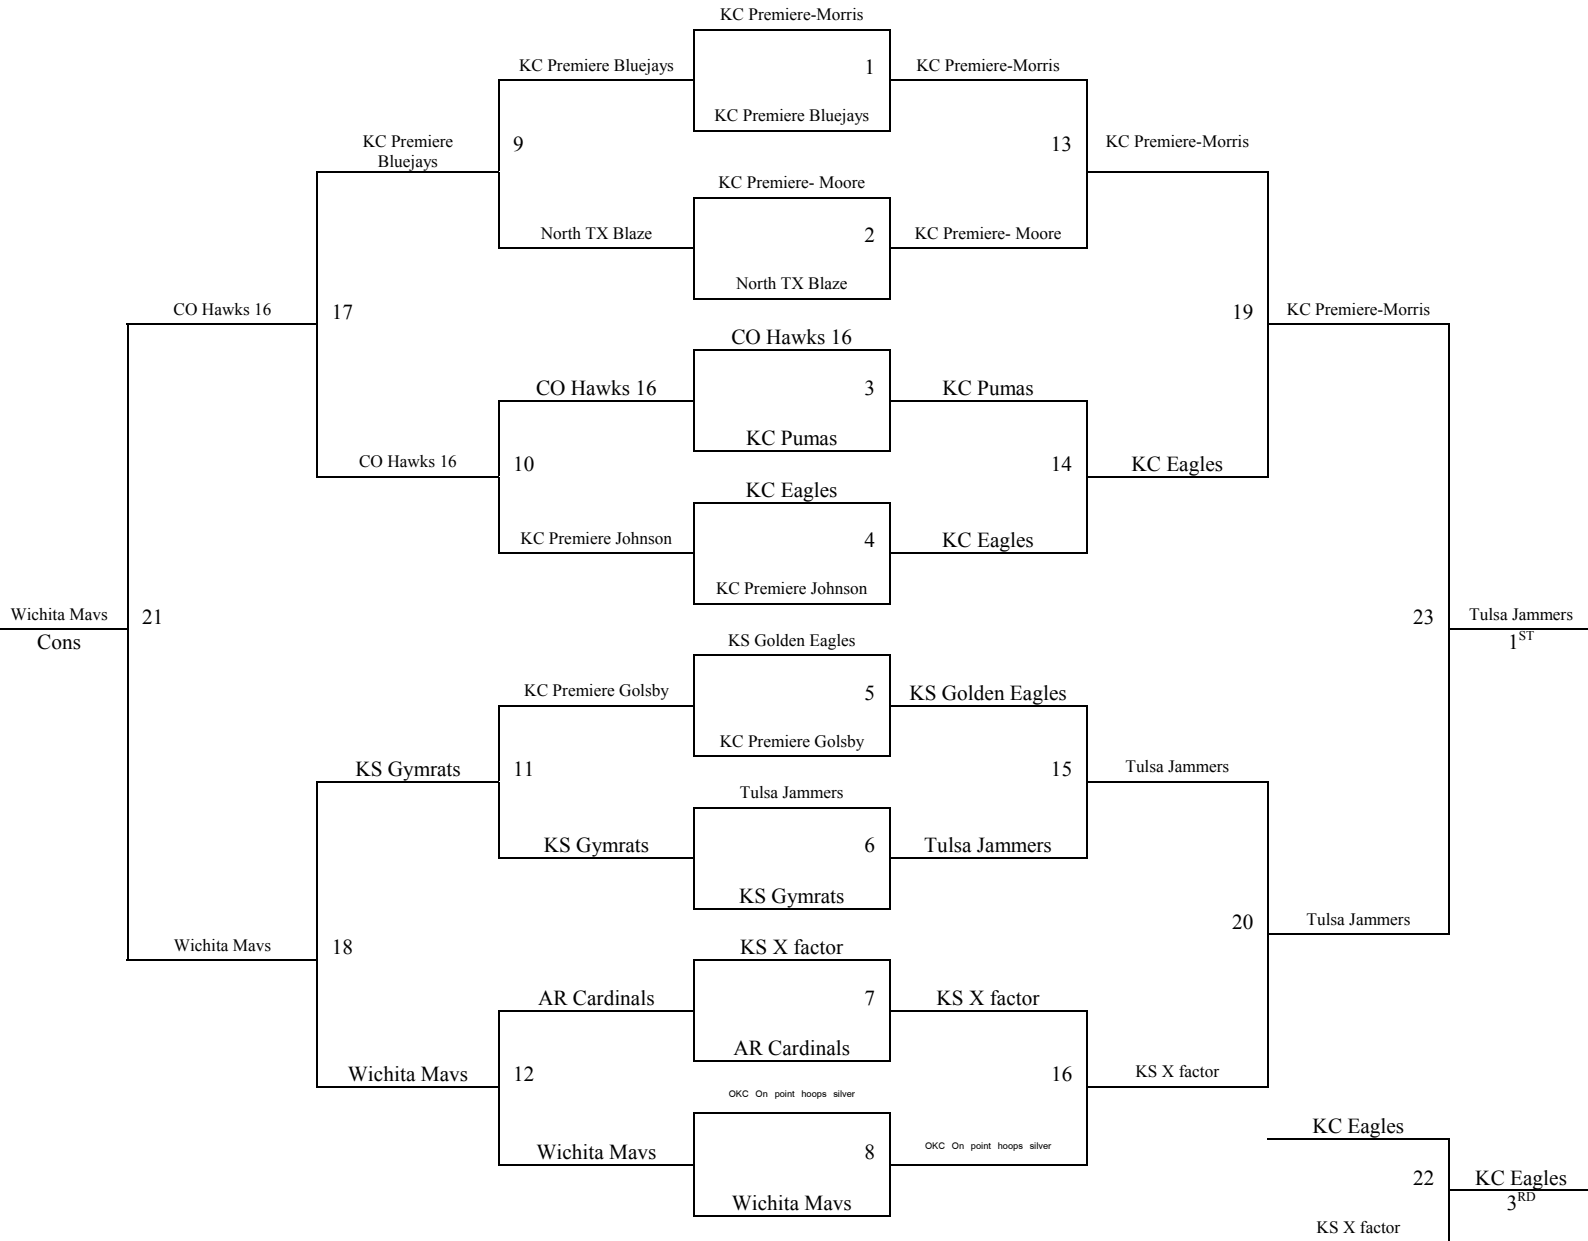 KC Premiere-Morris
KC Premiere Bluejays
1
KC Premiere-Morris
KC Premiere Bluejays
KC Premiere
Bluejays
9
13
KC Premiere-Morris
KC Premiere- Moore
North TX Blaze
2
KC Premiere- Moore
North TX Blaze
CO Hawks 16
17
19
KC Premiere-Morris
CO Hawks 16
CO Hawks 16
3
KC Pumas
KC Pumas
CO Hawks 16
10
14
KC Eagles
KC Eagles
KC Premiere Johnson
4
KC Eagles
KC Premiere Johnson
Wichita Mavs
21
23
Tulsa Jammers
Cons
1ST
KS Golden Eagles
KC Premiere Golsby
5
KS Golden Eagles
KC Premiere Golsby
KS Gymrats
11
15
Tulsa Jammers
Tulsa Jammers
KS Gymrats
6
Tulsa Jammers
KS Gymrats
Wichita Mavs
18
20
Tulsa Jammers
KS X factor
AR Cardinals
7
KS X factor
AR Cardinals
Wichita Mavs
12
16
KS X factor
OKC On point hoops silver
Wichita Mavs
8
OKC On point hoops silver
Wichita Mavs
KC Eagles
22
KC Eagles
3RD
KS X factor